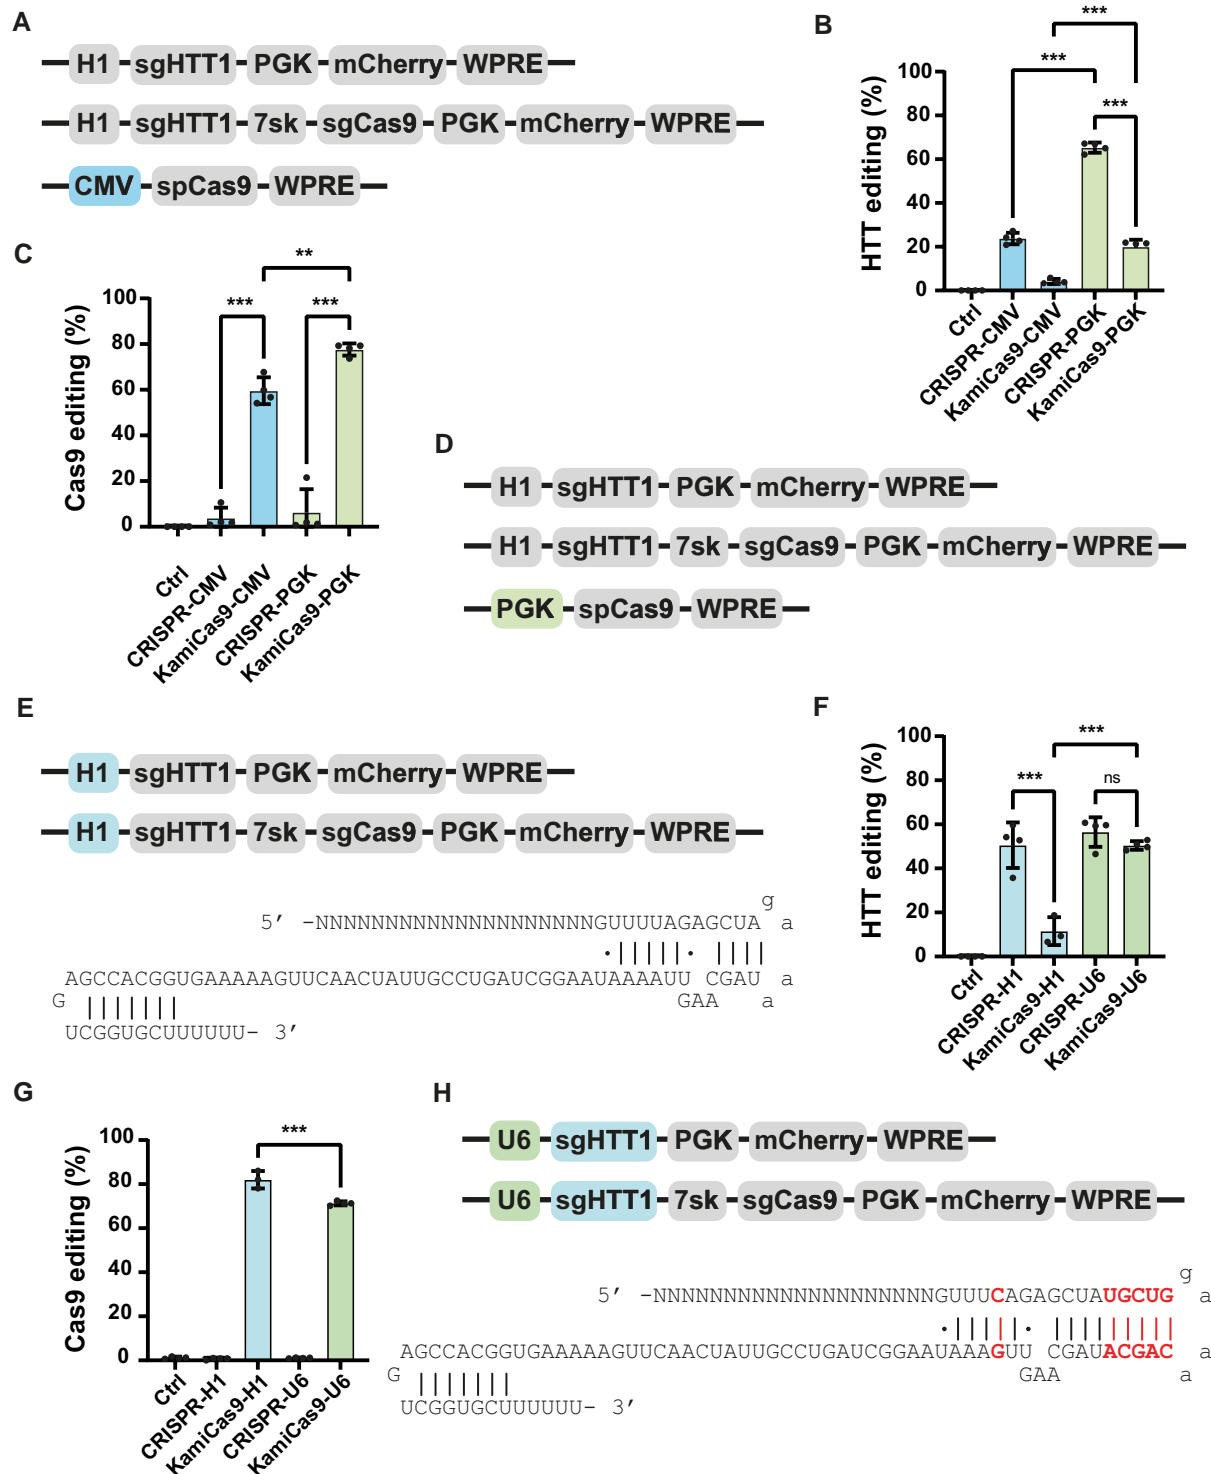 A
H1 sgHTT1 PGK mCherry WPRE
H1 sgHTT1 7sk sgCas9 PGK mCherry WPRE
CMV spCas9 WPRE
B
HTT editing (%)
100
80
60
40
20
0
*** 
***
***
Ctrl
CRISPR-CMV
KamiCas9-CMV
CRISPR-PGK
KamiCas9-PGK
C
Cas9 editing (%)
100
80
60
40
20
0
**
***
***
Ctrl
CRISPR-CMV
KamiCas9-CMV
CRISPR-PGK
KamiCas9-PGK
D
H1 sgHTT1 PGK mCherry WPRE
H1 sgHTT1 7sk sgCas9 PGK mCherry WPRE
PGK spCas9 WPRE
E
H1 sgHTT1 PGK mCherry WPRE
H1 sgHTT1 7sk sgCas9 PGK mCherry WPRE
g
5′ -NNNNNNNNNNNNNNNNNNNNGUUUUAGAGCUA a
AGCCACGGUGAAAAAGUUCAACUAUUGCCUGAUCGGAAUAAAAUU CGAU a
G GAA a
UCGGUGCUUUUUU- 3′
F
HTT editing (%)
100
80
60
40
20
0
***
***
ns
Ctrl
CRISPR-H1
KamiCas9-H1
CRISPR-U6
KamiCas9-U6
G
Cas9 editing (%)
100
80
60
40
20
0
***
Ctrl
CRISPR-H1
KamiCas9-H1
CRISPR-U6
KamiCas9-U6
H
U6 sgHTT1 PGK mCherry WPRE
U6 sgHTT1 7sk sgCas9 PGK mCherry WPRE
g
5′ -NNNNNNNNNNNNNNNNNNNNGUUUCAGAGCUAUGCUG a
AGCCACGGUGAAAAAGUUCAACUAUUGCCUGAUCGGAAUAAAGUU CGAUACGAC a
G GAA a
UCGGUGCUUUUUU- 3′